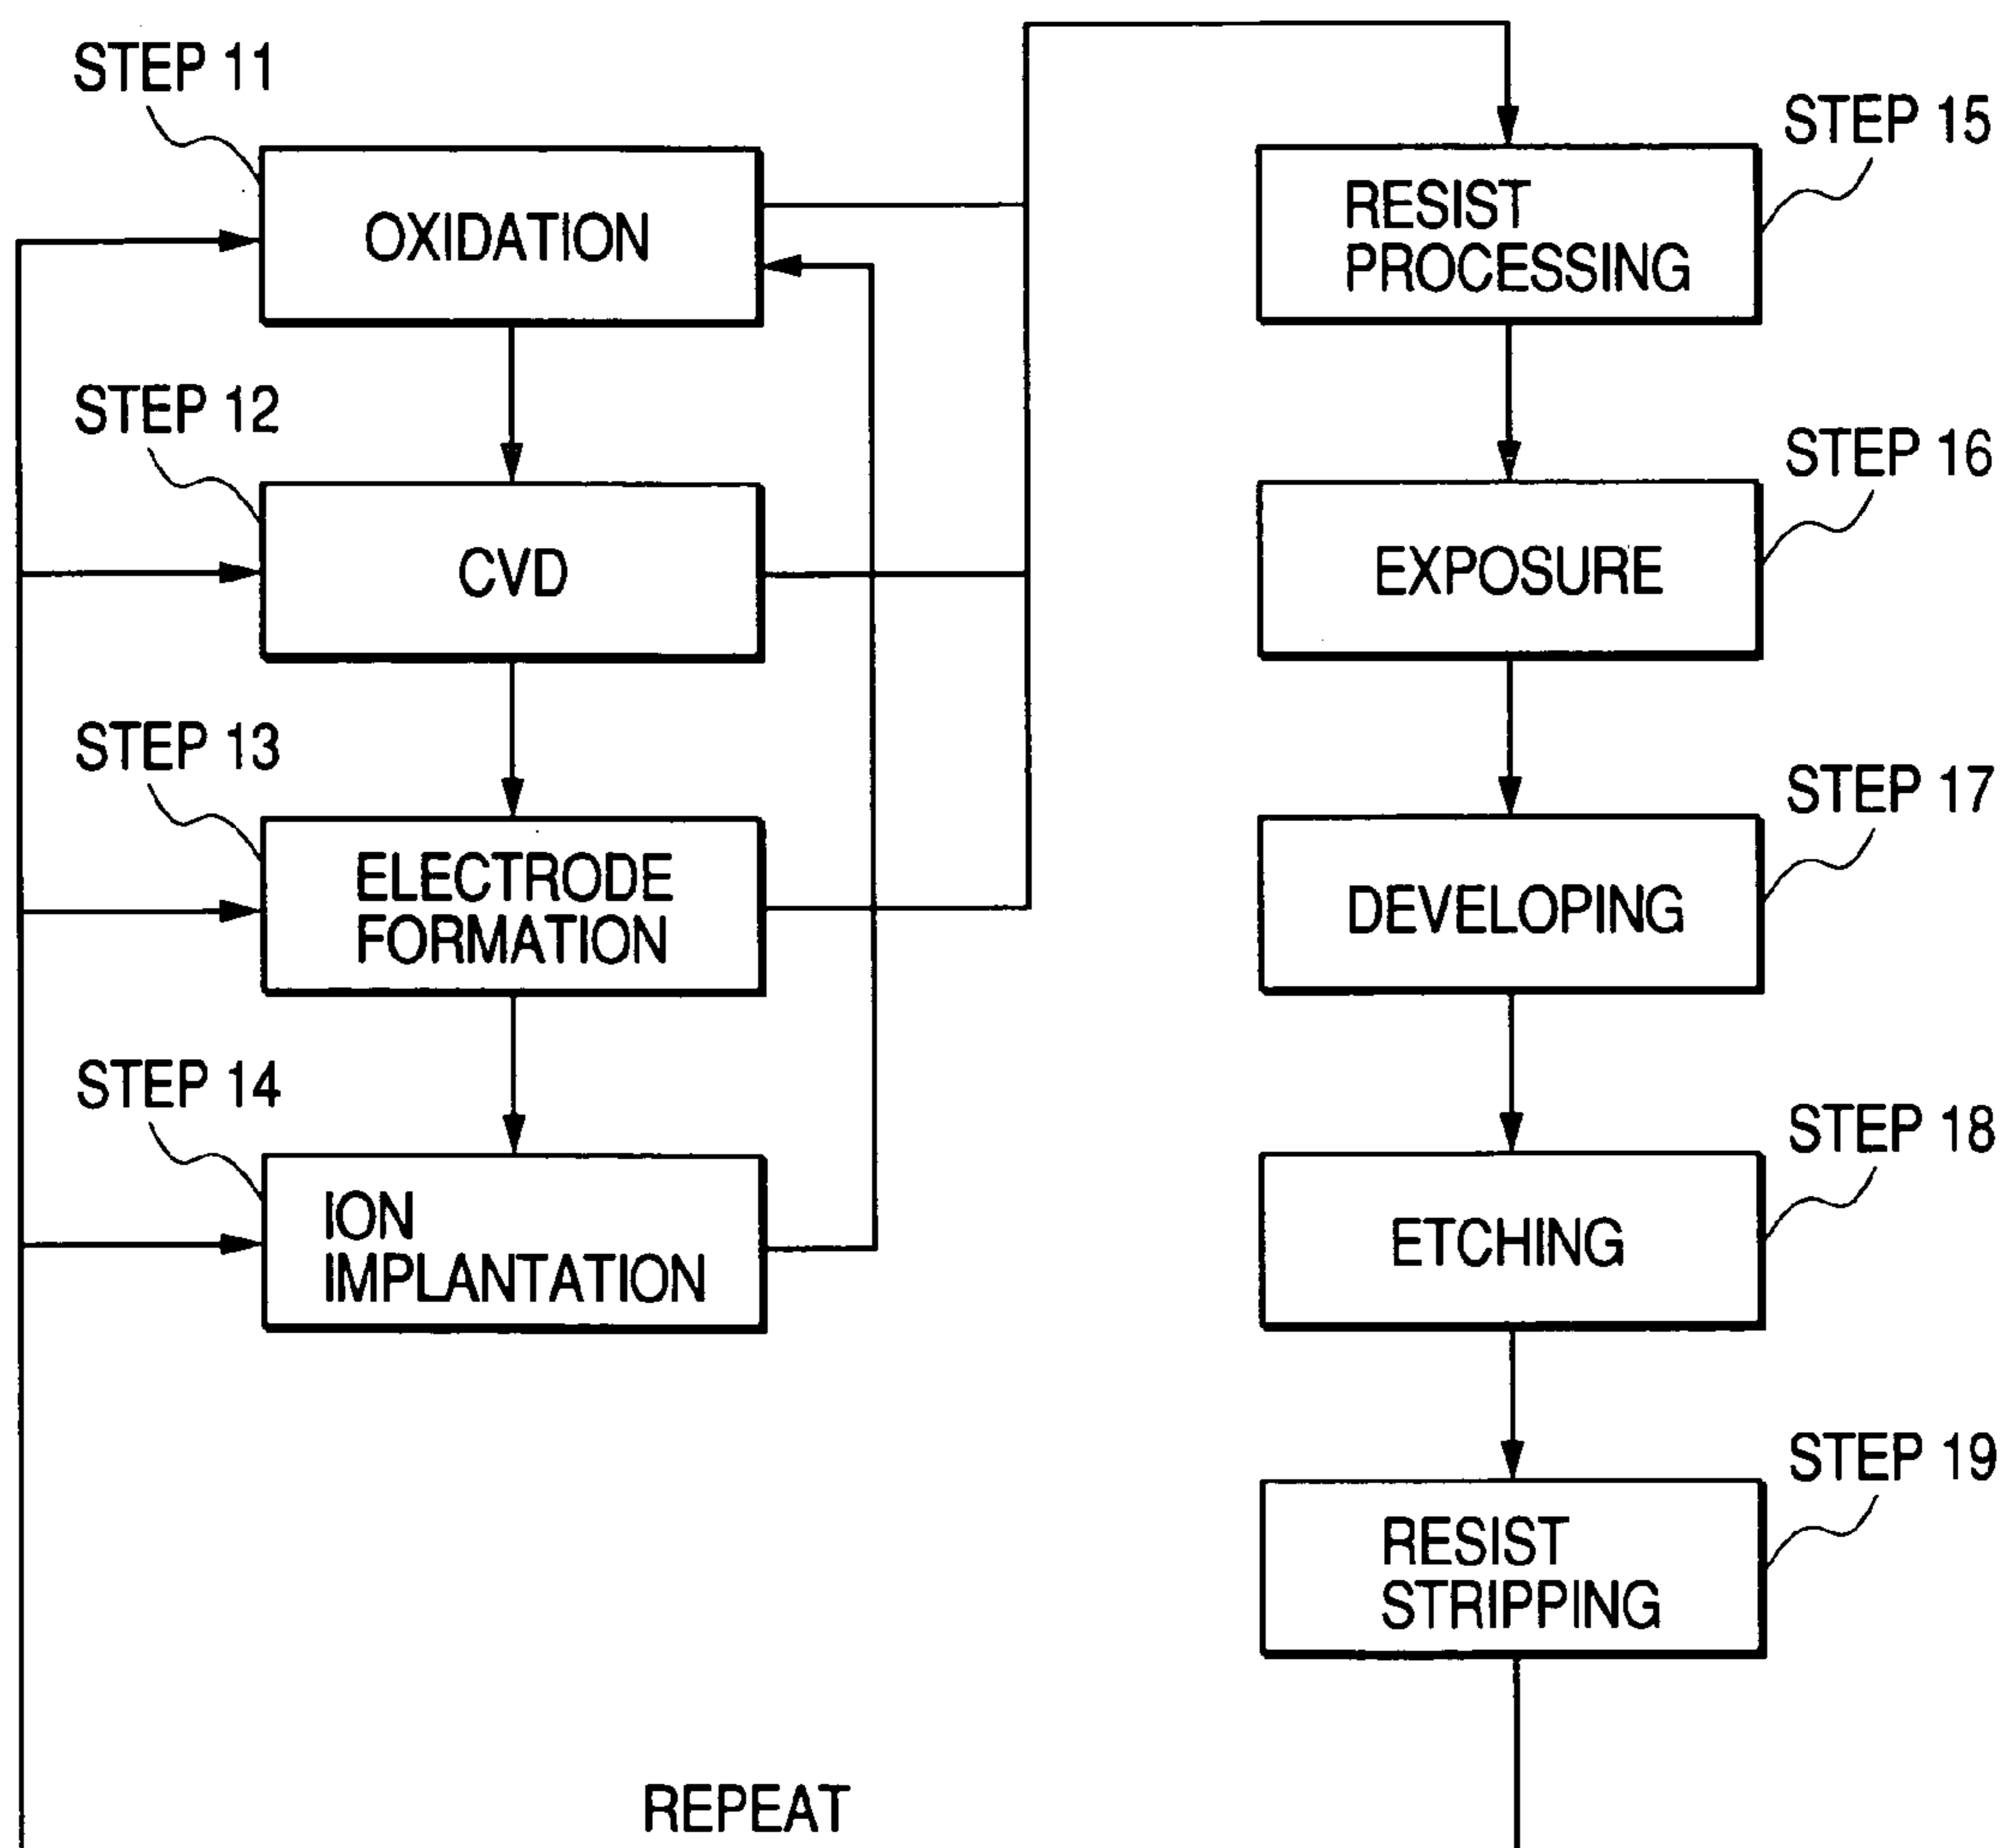 STEP 11
OXIDATION
STEP 12
CVD
STEP 13
ELECTRODE
FORMATION
STEP 14
ION
IMPLANTATION
STEP 15
RESIST
PROCESSING
STEP 16
EXPOSURE
STEP 17
DEVELOPING
STEP 18
ETCHING
STEP 19
RESIST
STRIPPING
REPEAT